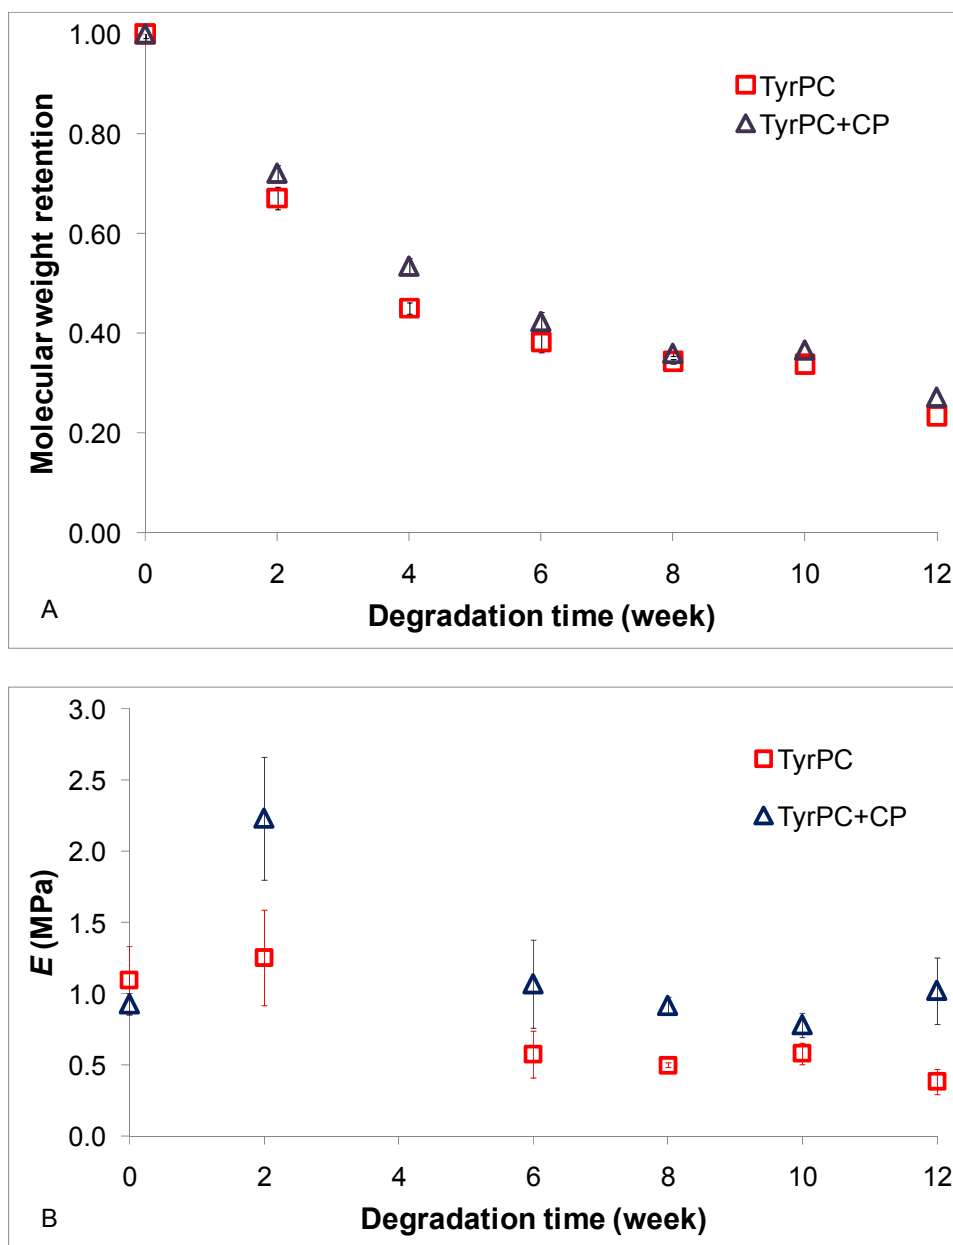 1.00
0.80
0.60
0.40
0.20
0.00
Molecular weight retention
TyrPC
TyrPC+CP
0 2 4 6 8 10 12
A
Degradation time (week)
3.0
2.5
2.0
1.5
1.0
0.5
0.0
E (MPa)
TyrPC
TyrPC+CP
0 2 4 6 8 10 12
B
Degradation time (week)